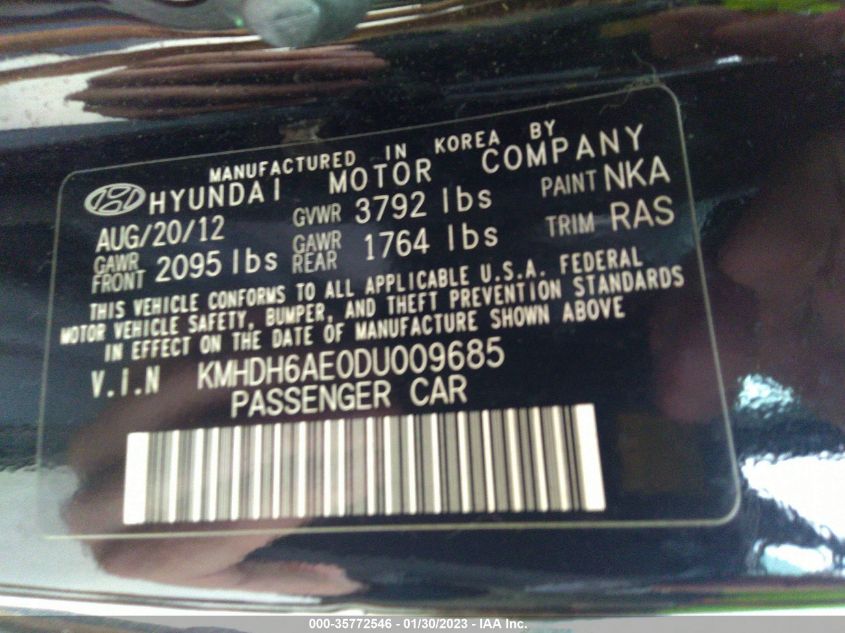 MANUFACTURED IN KOREA BY
HYUNDAI MOTOR COMPANY
AUG/20/12 GVWR 3792 lbs PAINT NKA
GAWR FRONT 2095 lbs GAWR REAR 1764 lbs TRIM RAS
THIS VEHICLE CONFORMS TO ALL APPLICABLE U.S.A. FEDERAL
MOTOR VEHICLE SAFETY, BUMPER, AND THEFT PREVENTION STANDARDS
IN EFFECT ON THE DATE OF MANUFACTURE SHOWN ABOVE
V.I.N KMHDH6AE0DU009685
PASSENGER CAR
000-35772546 - 01/30/2023 - IAA Inc.